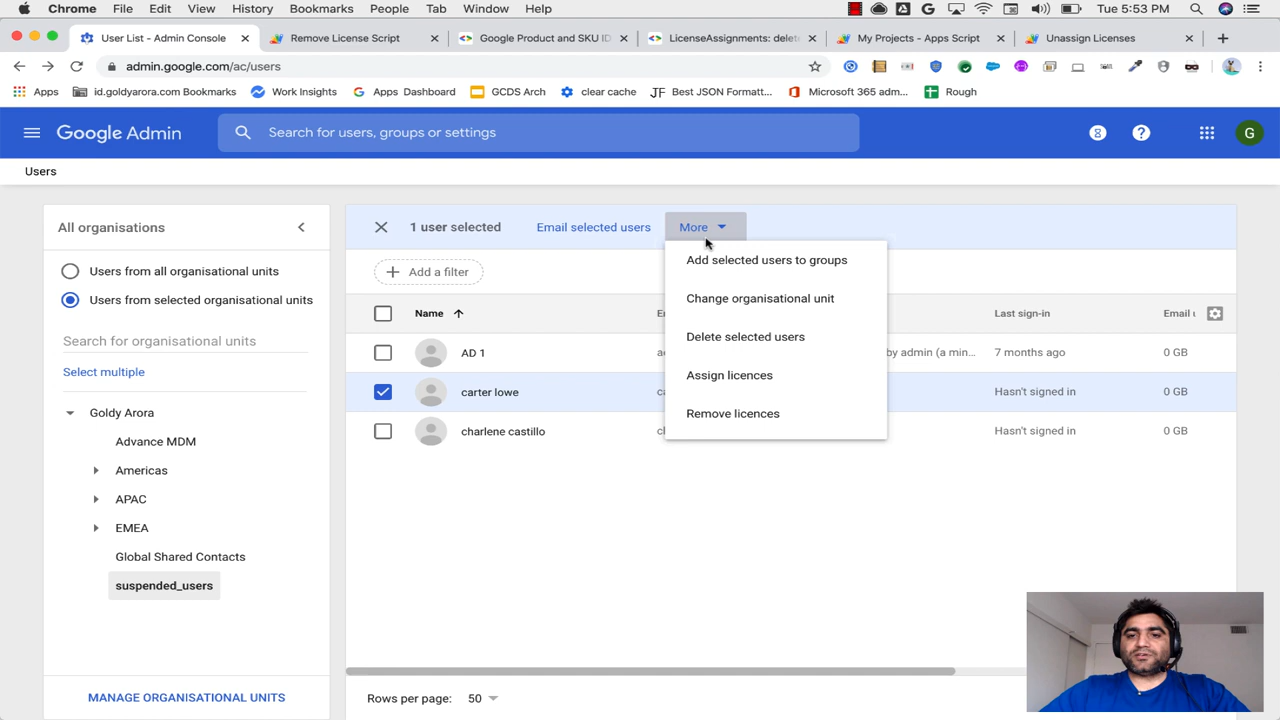 Chrome File Edit View History Bookmarks People Tab Window Help Tue 5:53 PM
User List - Admin Console Remove License Script Google Product and SKU ID LicenseAssignments: delet My Projects - Apps Script Unassign Licenses
admin.google.com/ac/users
Apps id.goldyarora.com Bookmarks Work Insights Apps Dashboard GCDS Arch clear cache Best JSON Formatt... Microsoft 365 adm... Rough
Google Admin Search for users, groups or settings G
Users
All organisations
Users from all organisational units
Users from selected organisational units
Search for organisational units
Select multiple
Goldy Arora
Advance MDM
Americas
APAC
EMEA
Global Shared Contacts
suspended_users
MANAGE ORGANISATIONAL UNITS
1 user selected Email selected users More
Add a filter
Add selected users to groups
Change organisational unit
Delete selected users
Assign licences
Remove licences
Name Last sign-in Email u
AD 1 by admin (a min... 7 months ago 0 GB
carter lowe Hasn't signed in 0 GB
charlene castillo Hasn't signed in 0 GB
Rows per page: 50